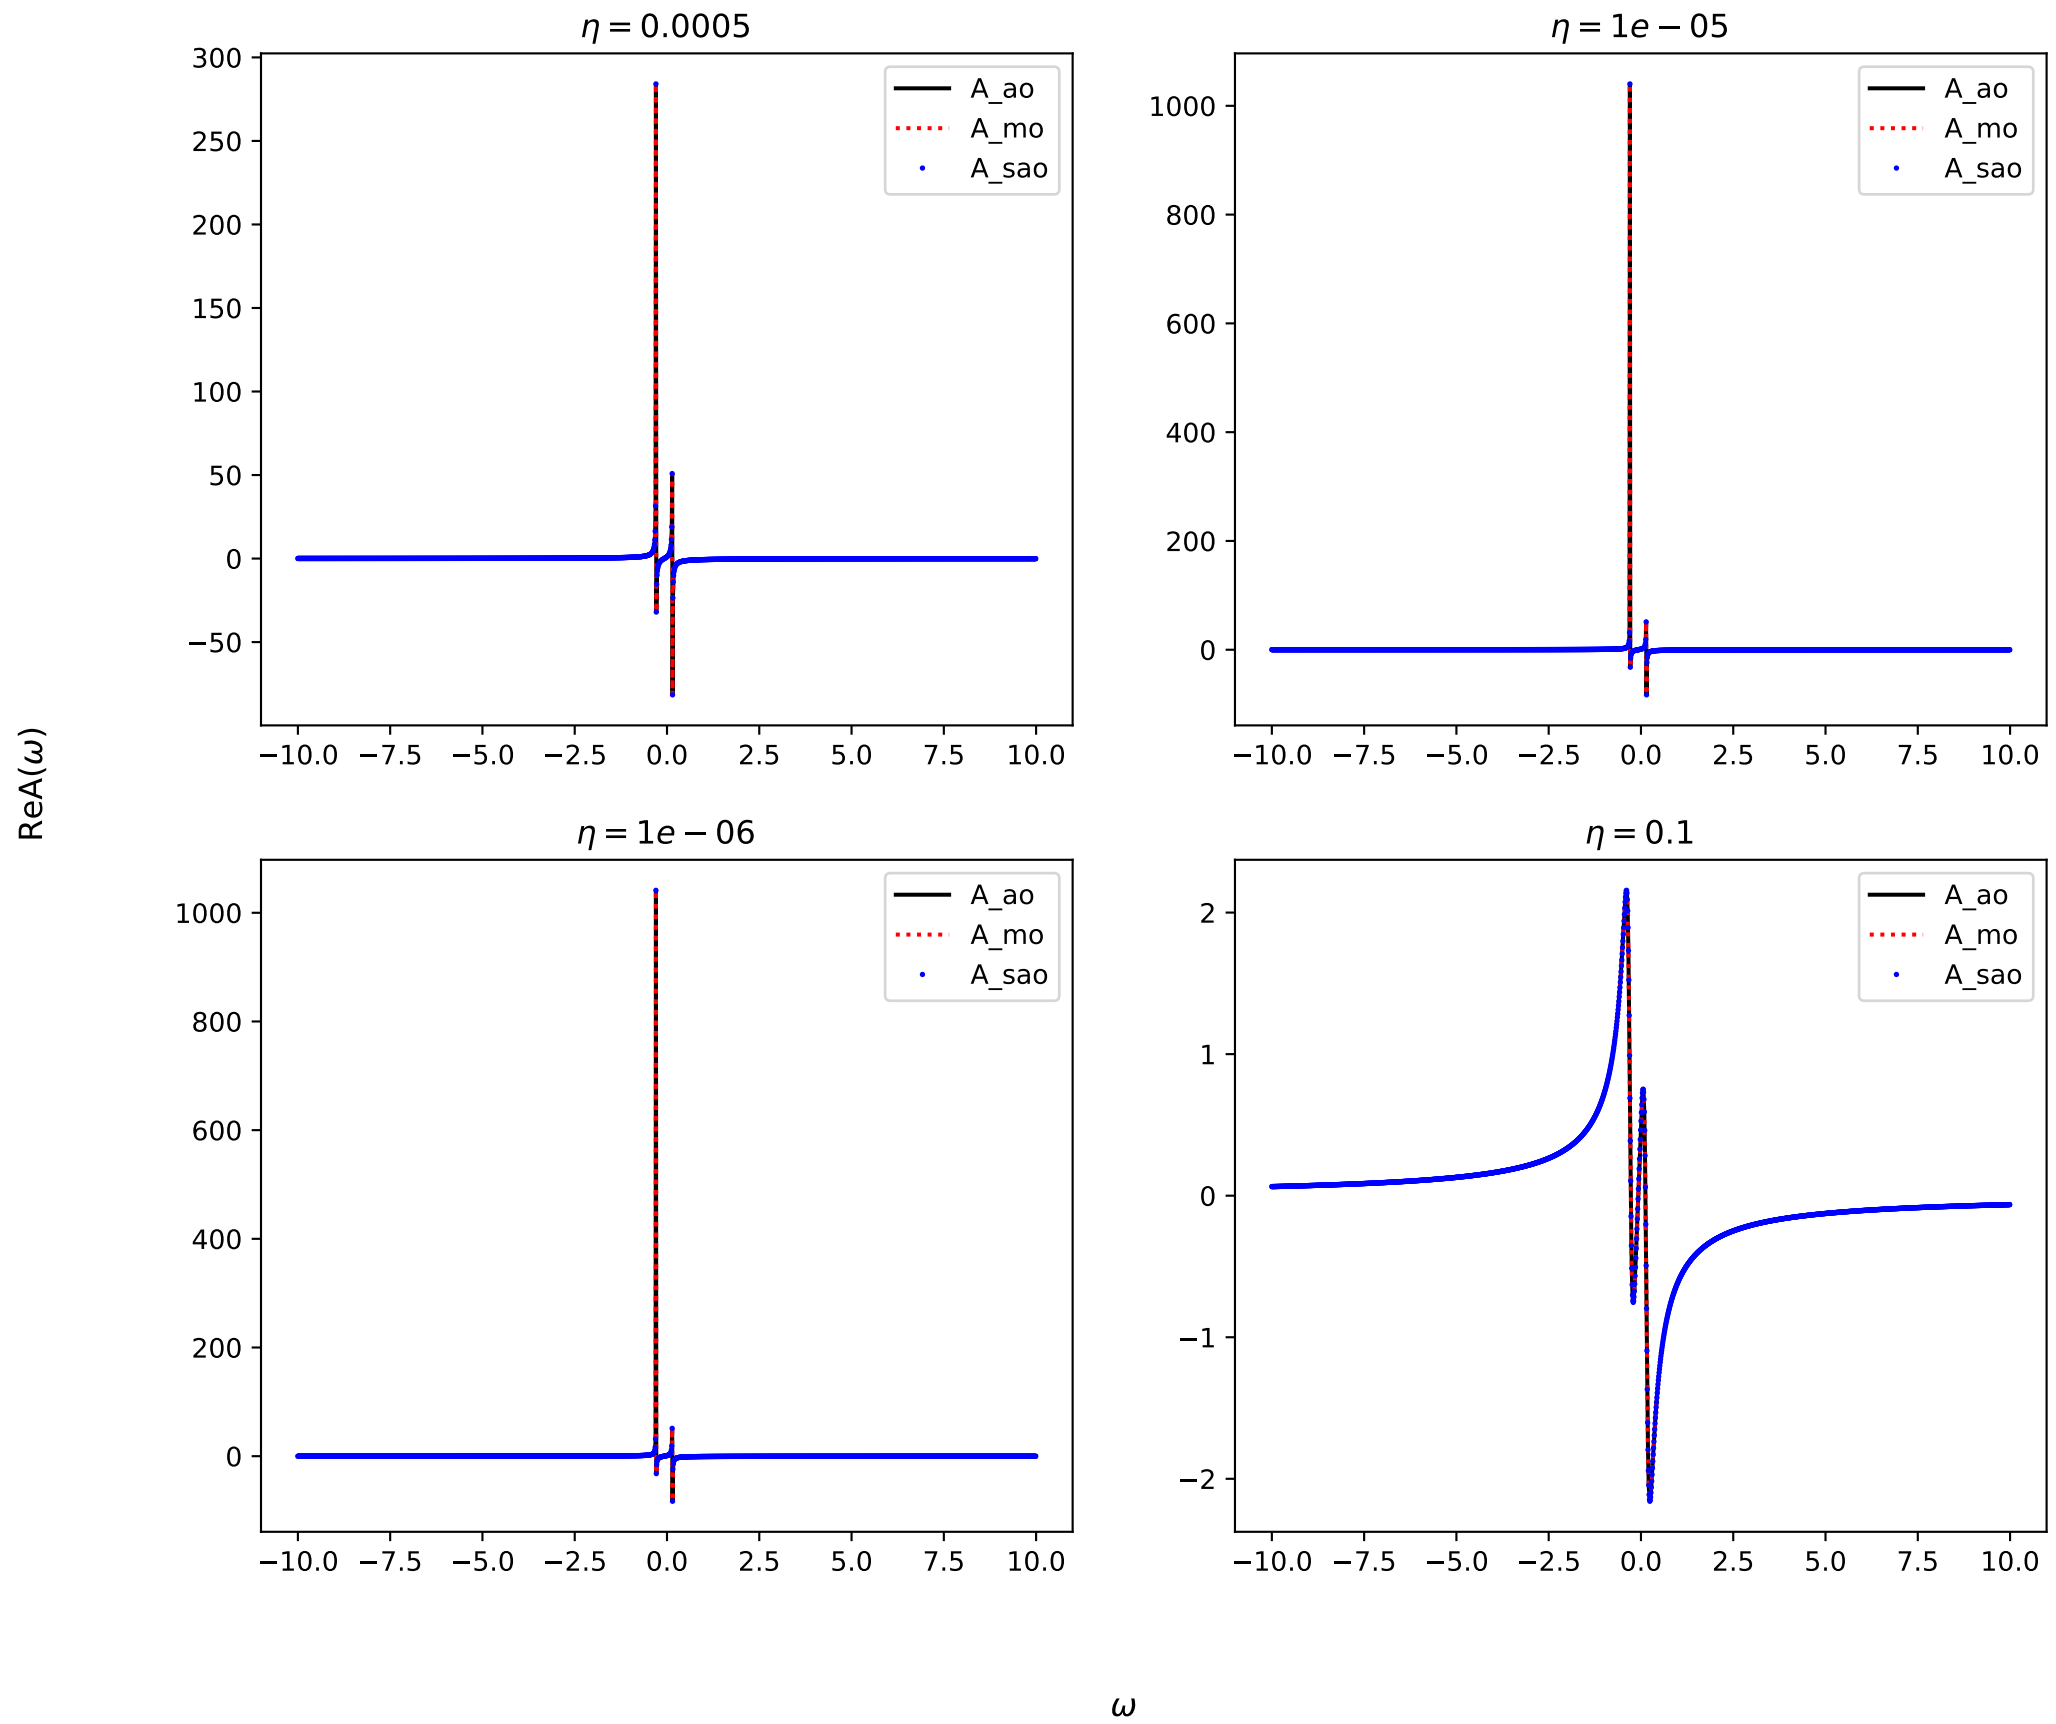 η = 0.0005
300
250
200
150
100
50
0
−50
−10.0 −7.5 −5.0 −2.5 0.0 2.5 5.0 7.5 10.0
A_ao
A_mo
A_sao
η = 1e − 05
1000
800
600
400
200
0
−10.0 −7.5 −5.0 −2.5 0.0 2.5 5.0 7.5 10.0
A_ao
A_mo
A_sao
ReA(ω)
η = 1e − 06
1000
800
600
400
200
0
−10.0 −7.5 −5.0 −2.5 0.0 2.5 5.0 7.5 10.0
A_ao
A_mo
A_sao
η = 0.1
2
1
0
−1
−2
−10.0 −7.5 −5.0 −2.5 0.0 2.5 5.0 7.5 10.0
A_ao
A_mo
A_sao
ω